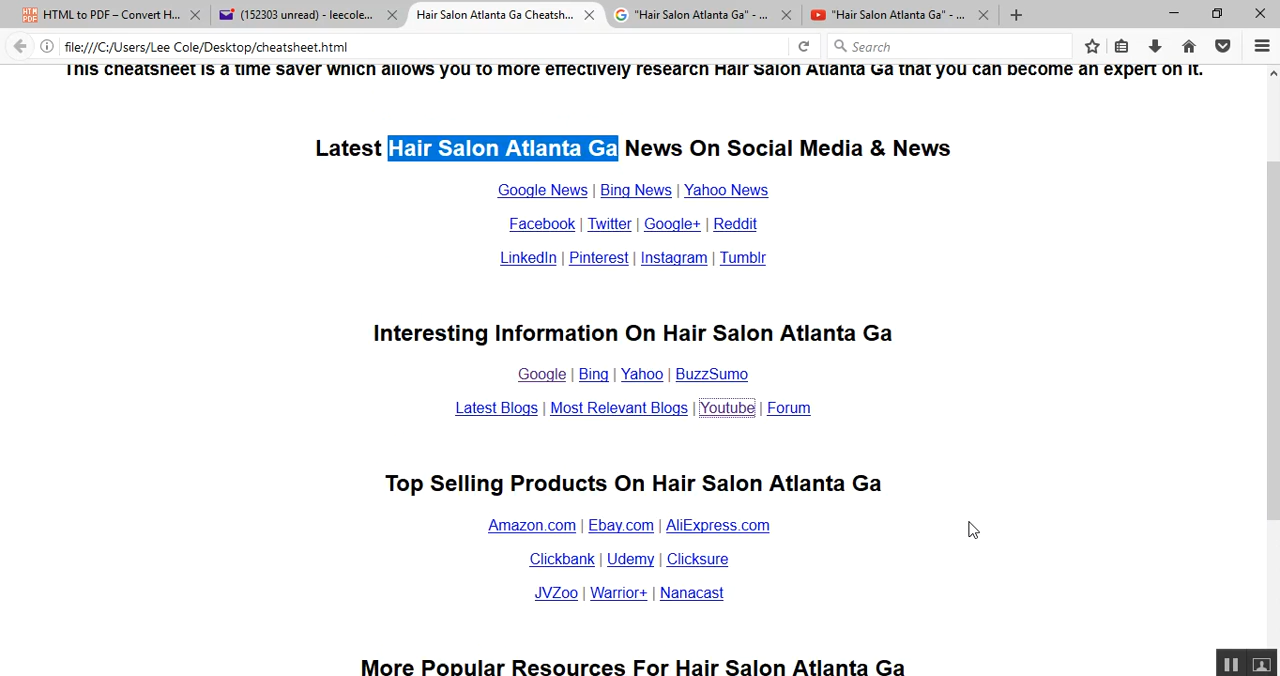 HTML to PDF – Convert H...
(152303 unread) - leecole...
Hair Salon Atlanta Ga Cheatsh...
"Hair Salon Atlanta Ga" - ...
"Hair Salon Atlanta Ga" - ...
file:///C:/Users/Lee Cole/Desktop/cheatsheet.html
Search
This cheatsheet is a time saver which allows you to more effectively research Hair Salon Atlanta Ga that you can become an expert on it.
Latest Hair Salon Atlanta Ga News On Social Media & News
Google News | Bing News | Yahoo News
Facebook | Twitter | Google+ | Reddit
LinkedIn | Pinterest | Instagram | Tumblr
Interesting Information On Hair Salon Atlanta Ga
Google | Bing | Yahoo | BuzzSumo
Latest Blogs | Most Relevant Blogs | Youtube | Forum
Top Selling Products On Hair Salon Atlanta Ga
Amazon.com | Ebay.com | AliExpress.com
Clickbank | Udemy | Clicksure
JVZoo | Warrior+ | Nanacast
More Popular Resources For Hair Salon Atlanta Ga